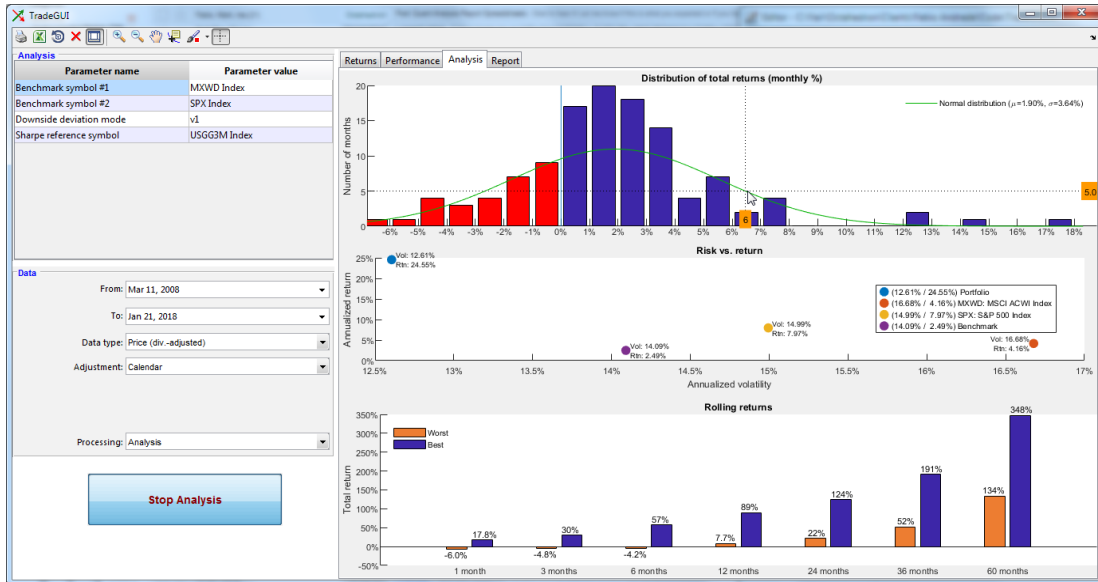 TradeGUI
Analysis
Parameter name Parameter value
Benchmark symbol #1 MXWD Index
Benchmark symbol #2 SPX Index
Downside deviation mode v1
Sharpe reference symbol USGG3M Index
Data
From: Mar 11, 2008
To: Jan 21, 2018
Data type: Price (div.-adjusted)
Adjustment: Calendar
Processing: Analysis
Stop Analysis
Returns Performance Analysis Report
Distribution of total returns (monthly %)
Normal distribution (μ=1.90%, σ=3.64%)
Number of months
20
15
10
5
0
5.0
6
-6% -5% -4% -3% -2% -1% 0% 1% 2% 3% 4% 5% 6% 7% 8% 9% 10% 11% 12% 13% 14% 15% 16% 17% 18%
Risk vs. return
Annualized return
25%
20%
15%
10%
5%
0%
Vol: 12.61%
Rtn: 24.55%
Vol: 14.09%
Rtn: 2.49%
Vol: 14.99%
Rtn: 7.97%
Vol: 16.68%
Rtn: 4.16%
(12.61% / 24.55%) Portfolio
(16.68% / 4.16%) MXWD: MSCI ACWI Index
(14.99% / 7.97%) SPX: S&P 500 Index
(14.09% / 2.49%) Benchmark
12.5% 13% 13.5% 14% 14.5% 15% 15.5% 16% 16.5% 17%
Annualized volatility
Rolling returns
Total return
350%
300%
250%
200%
150%
100%
50%
0%
-50%
Worst
Best
-6.0% 17.8%
-4.8% 30%
-4.2% 57%
7.7% 89%
22% 124%
52% 191%
134% 348%
1 month 3 months 6 months 12 months 24 months 36 months 60 months